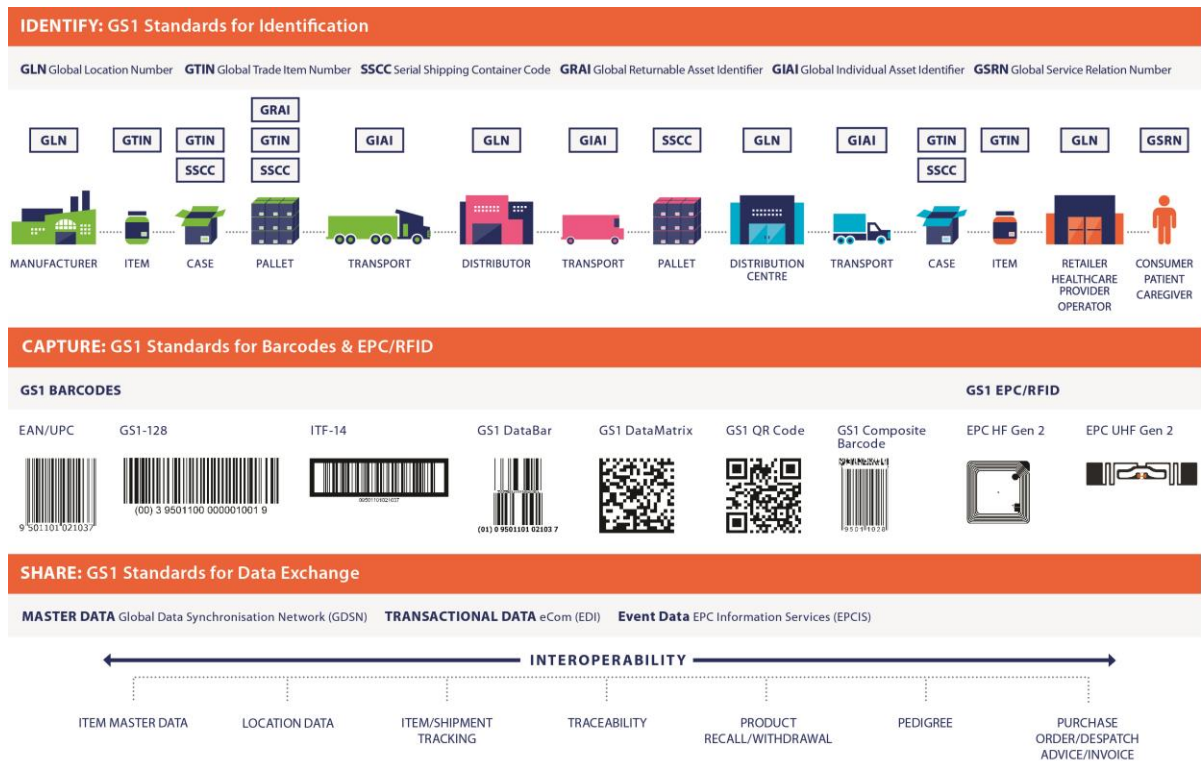 IDENTIFY: GS1 Standards for Identification
GLN Global Location Number GTIN Global Trade Item Number SSCC Serial Shipping Container Code GRAI Global Returnable Asset Identifier GIAI Global Individual Asset Identifier GSRN Global Service Relation Number
GRAI
GLN GTIN GTIN GTIN GIAI GLN GIAI SSCC GLN GIAI GTIN GTIN GLN GSRN
SSCC SSCC SSCC
MANUFACTURER ITEM CASE PALLET TRANSPORT DISTRIBUTOR TRANSPORT PALLET DISTRIBUTION CENTRE TRANSPORT CASE ITEM RETAILER HEALTHCARE PROVIDER OPERATOR CONSUMER PATIENT CAREGIVER
CAPTURE: GS1 Standards for Barcodes & EPC/RFID
GS1 BARCODES GS1 EPC/RFID
EAN/UPC GS1-128 ITF-14 GS1 DataBar GS1 DataMatrix GS1 QR Code GS1 Composite Barcode EPC HF Gen 2 EPC UHF Gen 2
9 501101 021037
(00) 3 9501100 000001001 9
(01) 0 9501101 02103 7
SHARE: GS1 Standards for Data Exchange
MASTER DATA Global Data Synchronisation Network (GDSN) TRANSACTIONAL DATA eCom (EDI) Event Data EPC Information Services (EPCIS)
INTEROPERABILITY
ITEM MASTER DATA LOCATION DATA ITEM/SHIPMENT TRACKING TRACEABILITY PRODUCT RECALL/WITHDRAWAL PEDIGREE PURCHASE ORDER/DESPATCH ADVICE/INVOICE